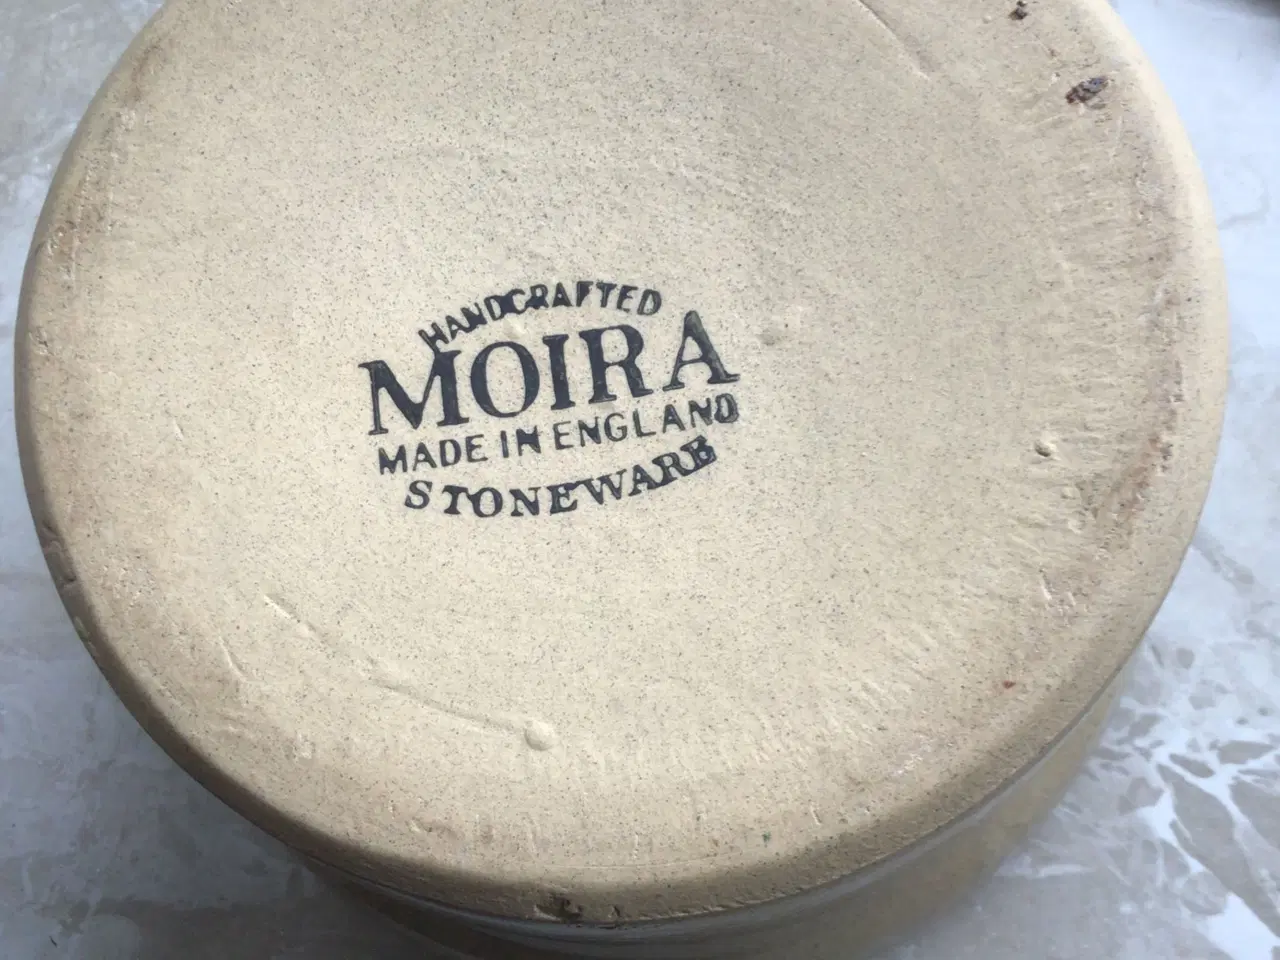 HANDCRAFTED
MOIRA
MADE IN ENGLAND
STONEWARE